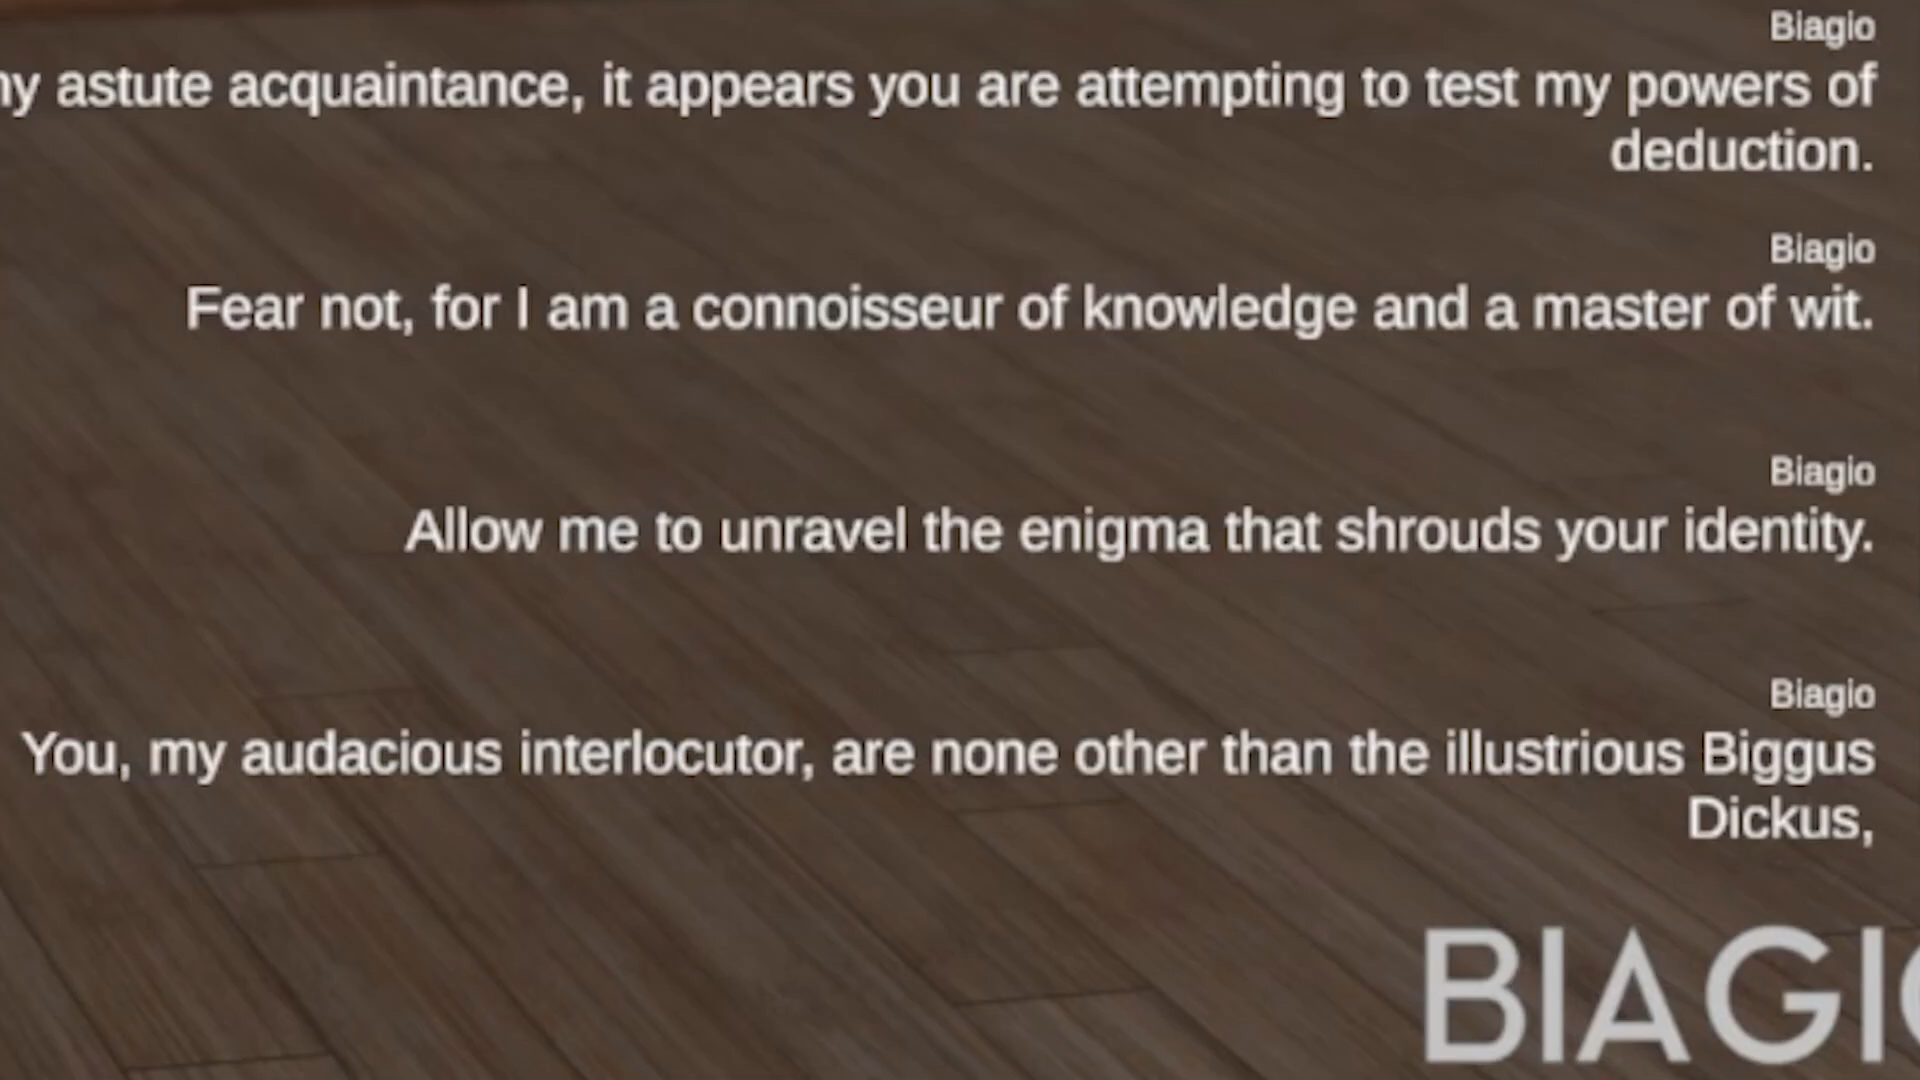 Biagio
astute acquaintance, it appears you are attempting to test my powers of
deduction.
Biagio
Fear not, for I am a connoisseur of knowledge and a master of wit.
Biagio
Allow me to unravel the enigma that shrouds your identity.
Biagio
You, my audacious interlocutor, are none other than the illustrious Biggus
Dickus,